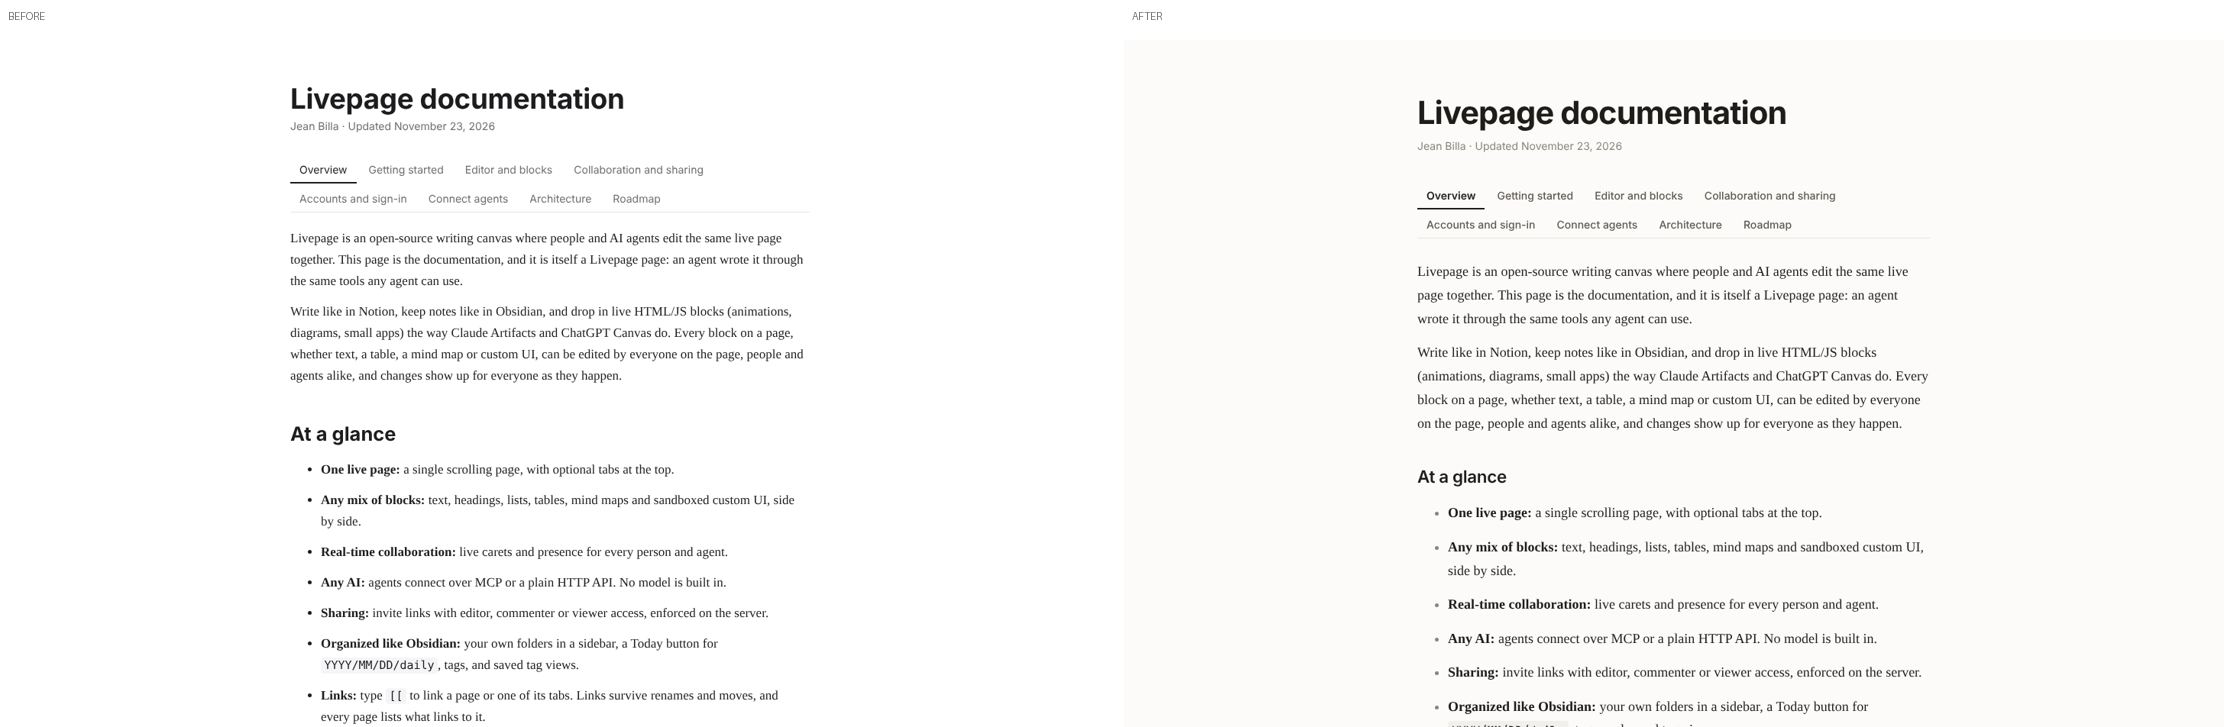 BEFORE
Livepage documentation
Jean Billa · Updated November 23, 2026
Overview Getting started Editor and blocks Collaboration and sharing
Accounts and sign-in Connect agents Architecture Roadmap
Livepage is an open-source writing canvas where people and AI agents edit the same live page
together. This page is the documentation, and it is itself a Livepage page: an agent wrote it through
the same tools any agent can use.
Write like in Notion, keep notes like in Obsidian, and drop in live HTML/JS blocks (animations,
diagrams, small apps) the way Claude Artifacts and ChatGPT Canvas do. Every block on a page,
whether text, a table, a mind map or custom UI, can be edited by everyone on the page, people and
agents alike, and changes show up for everyone as they happen.
At a glance
• One live page: a single scrolling page, with optional tabs at the top.
• Any mix of blocks: text, headings, lists, tables, mind maps and sandboxed custom UI, side
by side.
• Real-time collaboration: live carets and presence for every person and agent.
• Any AI: agents connect over MCP or a plain HTTP API. No model is built in.
• Sharing: invite links with editor, commenter or viewer access, enforced on the server.
• Organized like Obsidian: your own folders in a sidebar, a Today button for
YYYY/MM/DD/daily, tags, and saved tag views.
• Links: type [[ to link a page or one of its tabs. Links survive renames and moves, and
every page lists what links to it.
AFTER
Livepage documentation
Jean Billa · Updated November 23, 2026
Overview Getting started Editor and blocks Collaboration and sharing
Accounts and sign-in Connect agents Architecture Roadmap
Livepage is an open-source writing canvas where people and AI agents edit the same live
page together. This page is the documentation, and it is itself a Livepage page: an agent
wrote it through the same tools any agent can use.
Write like in Notion, keep notes like in Obsidian, and drop in live HTML/JS blocks
(animations, diagrams, small apps) the way Claude Artifacts and ChatGPT Canvas do. Every
block on a page, whether text, a table, a mind map or custom UI, can be edited by everyone
on the page, people and agents alike, and changes show up for everyone as they happen.
At a glance
• One live page: a single scrolling page, with optional tabs at the top.
• Any mix of blocks: text, headings, lists, tables, mind maps and sandboxed custom UI,
side by side.
• Real-time collaboration: live carets and presence for every person and agent.
• Any AI: agents connect over MCP or a plain HTTP API. No model is built in.
• Sharing: invite links with editor, commenter or viewer access, enforced on the server.
• Organized like Obsidian: your own folders in a sidebar, a Today button for